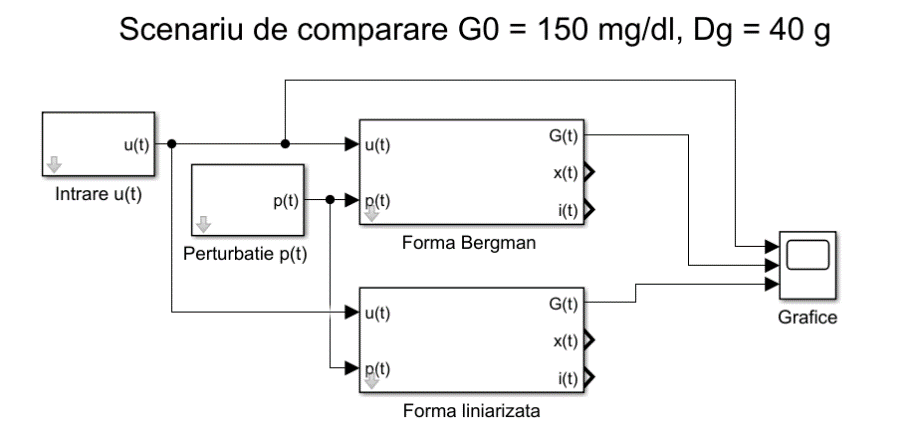 Scenariu de comparare G0 = 150 mg/dl, Dg = 40 g
u(t)
Intrare u(t)
p(t)
Perturbatie p(t)
u(t)
p(t)
G(t)
x(t)
i(t)
Forma Bergman
u(t)
p(t)
G(t)
x(t)
i(t)
Forma liniarizata
Grafice